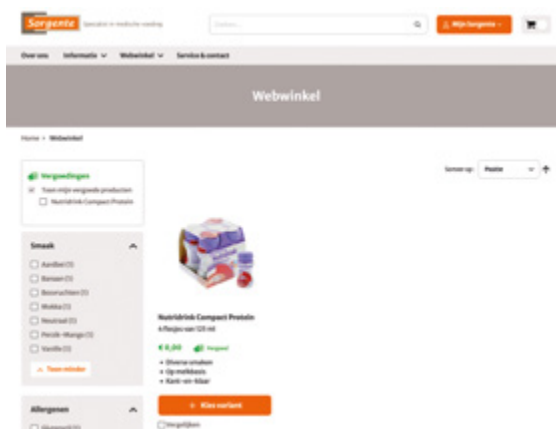 Sorgente
Specialist in medische voeding
Zoeken...
Mijn Sorgente
Over ons Informatie Webwinkel Service & contact
Webwinkel
Home > Webwinkel
Vergoedingen
Sorteer op: Positie
Toon mijn vergoede producten
Nutridrink Compact Protein
Smaak
Aardbei (1)
Banaan (1)
Bosvruchten (1)
Mokka (1)
Neutraal (1)
Perzik-Mango (1)
Vanille (1)
Toon minder
Allergenen
Nutridrink Compact Protein
4 flesjes van 125 ml
€ 0,00 Vergoed
+ Diverse smaken
+ Op melkbasis
+ Kant-en-klaar
+ Kies variant
Vergelijken